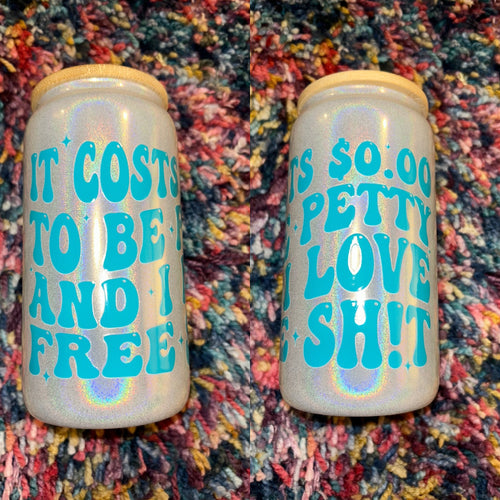 IT COSTS
TO BE
AND I
FREE
$0.00
PETTY
I LOVE
SH!T